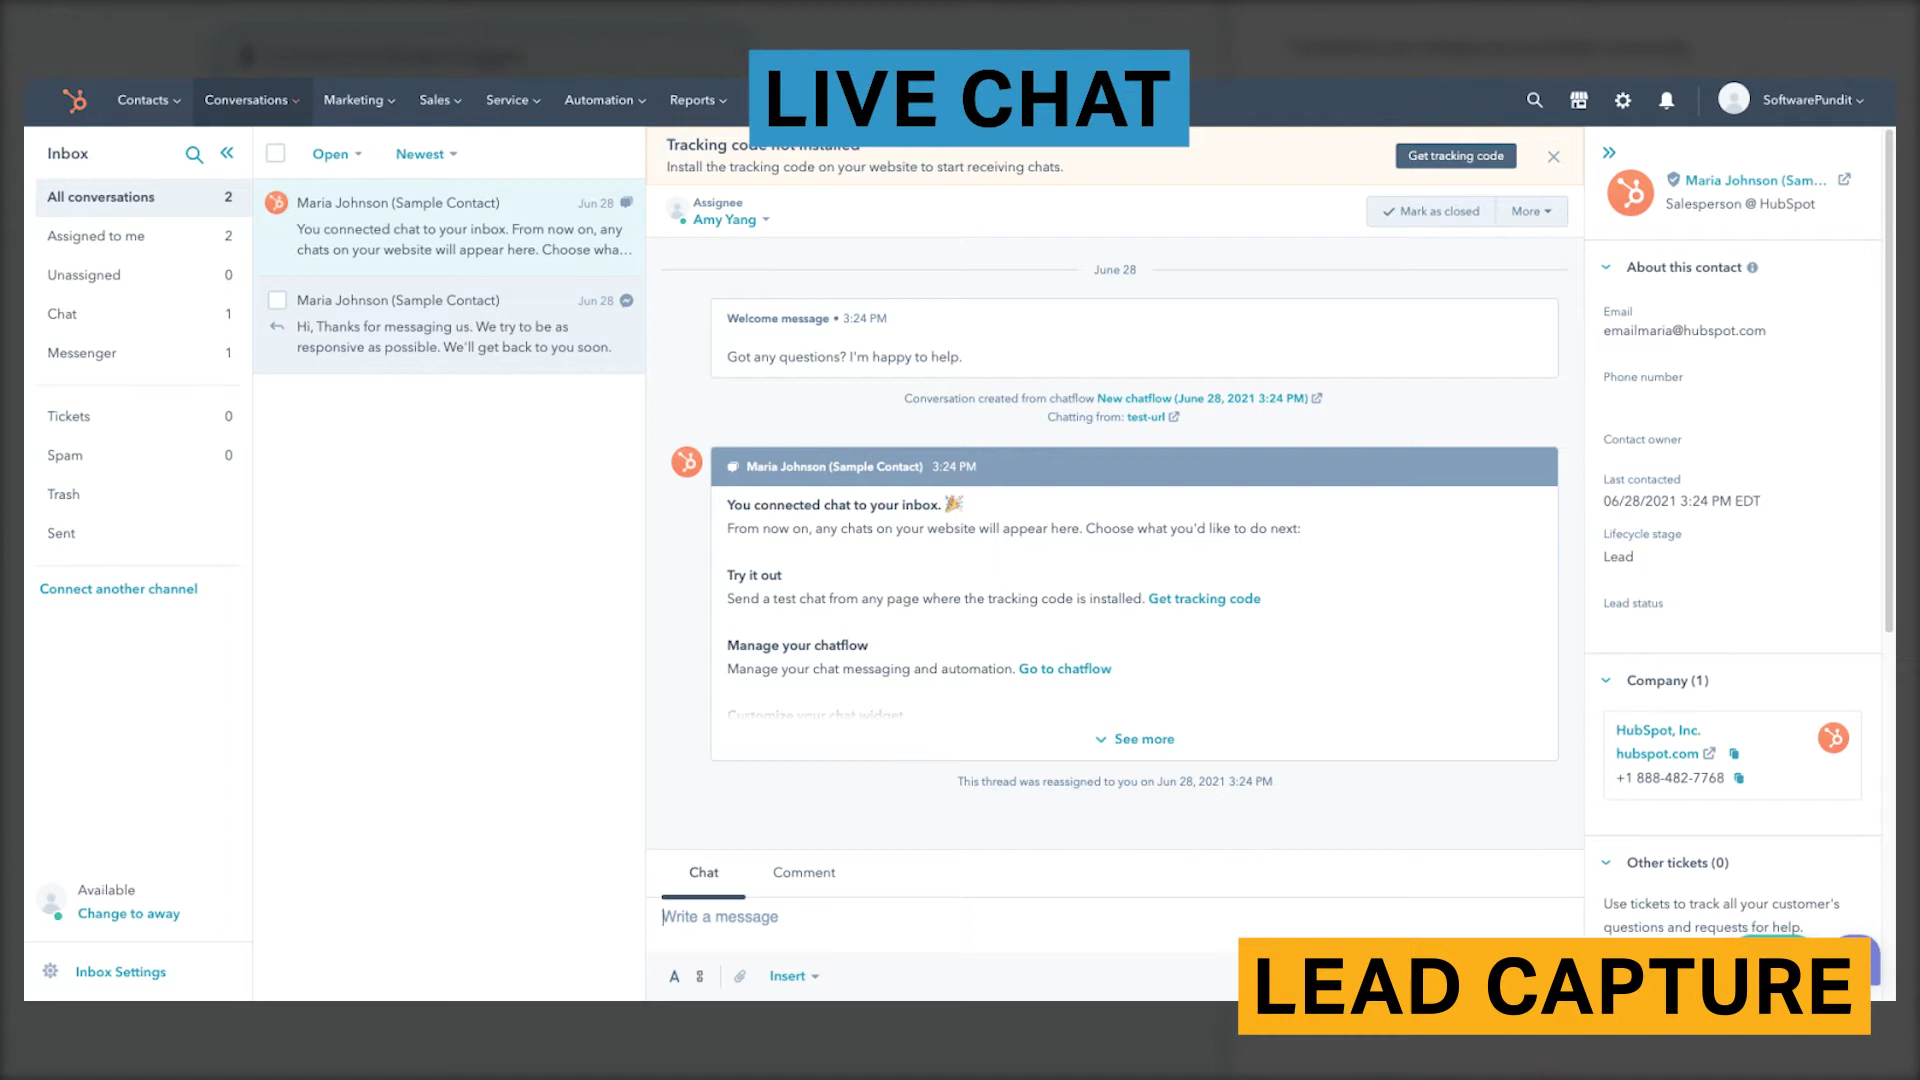 LIVE CHAT
Contacts
Conversations
Marketing
Sales
Service
Automation
Reports
SoftwarePundit
Inbox
All conversations 2
Assigned to me 2
Unassigned 0
Chat 1
Messenger 1
Tickets 0
Spam 0
Trash
Sent
Connect another channel
Available
Change to away
Inbox Settings
Open
Newest
Maria Johnson (Sample Contact) Jun 28
You connected chat to your inbox. From now on, any
chats on your website will appear here. Choose wha...
Maria Johnson (Sample Contact) Jun 28
Hi, Thanks for messaging us. We try to be as
responsive as possible. We'll get back to you soon.
Tracking code not installed
Install the tracking code on your website to start receiving chats.
Get tracking code
Assignee
Amy Yang
Mark as closed
More
June 28
Welcome message • 3:24 PM
Got any questions? I'm happy to help.
Conversation created from chatflow New chatflow (June 28, 2021 3:24 PM)
Chatting from: test-url
Maria Johnson (Sample Contact) 3:24 PM
You connected chat to your inbox.
From now on, any chats on your website will appear here. Choose what you'd like to do next:
Try it out
Send a test chat from any page where the tracking code is installed. Get tracking code
Manage your chatflow
Manage your chat messaging and automation. Go to chatflow
Customize your chat widget
See more
This thread was reassigned to you on Jun 28, 2021 3:24 PM
Chat
Comment
Write a message
A
Insert
Maria Johnson (Sam...
Salesperson @ HubSpot
About this contact
Email
emailmaria@hubspot.com
Phone number
Contact owner
Last contacted
06/28/2021 3:24 PM EDT
Lifecycle stage
Lead
Lead status
Company (1)
HubSpot, Inc.
hubspot.com
+1 888-482-7768
Other tickets (0)
Use tickets to track all your customer's
questions and requests for help.
LEAD CAPTURE